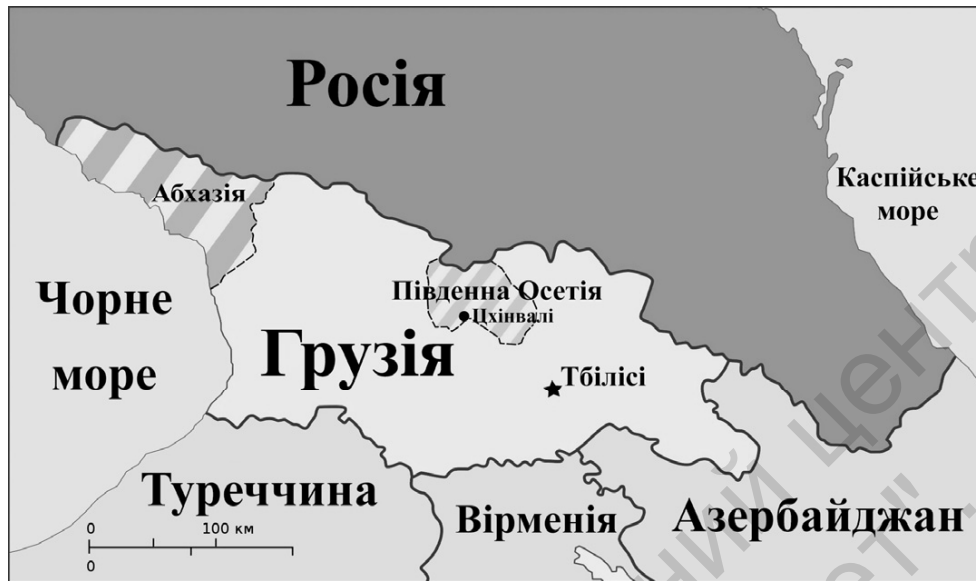 Росія
Абхазія
Каспійське
море
Південна Осетія
Цхінвалі
Чорне
море
Грузія
Тбілісі
Туреччина
Вірменія
Азербайджан
0 100 км
0